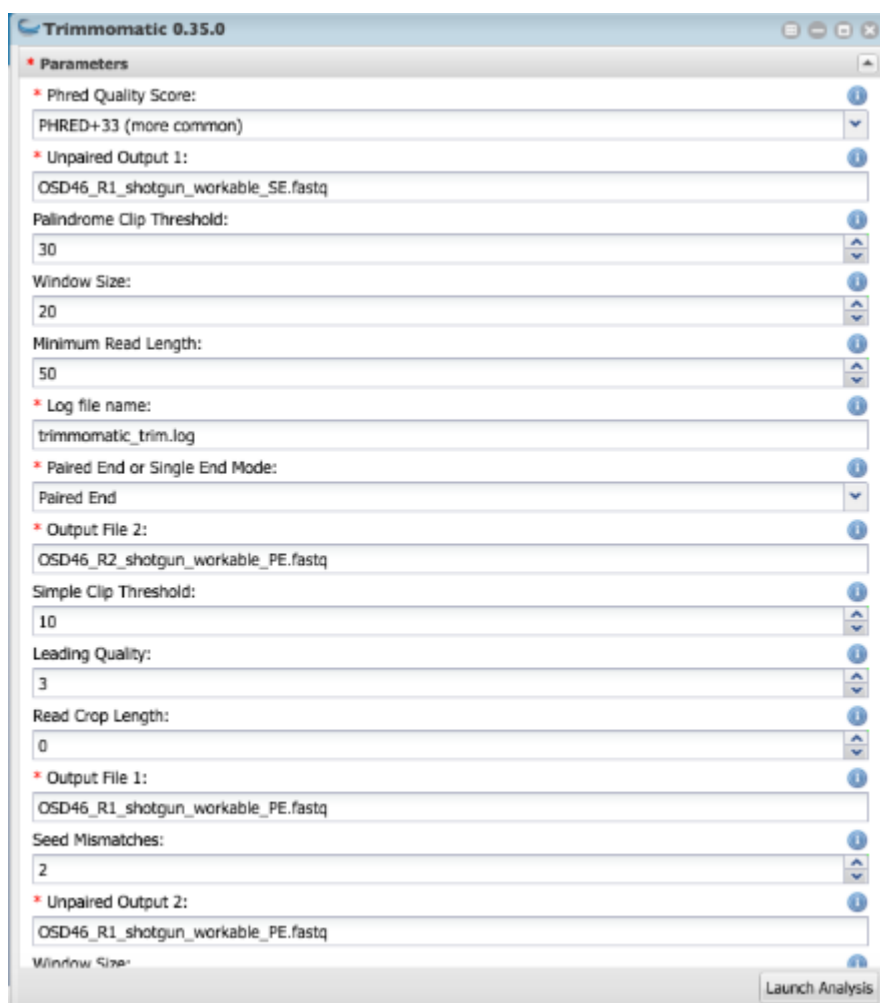 Trimmomatic 0.35.0
* Parameters
* Phred Quality Score:
PHRED+33 (more common)
* Unpaired Output 1:
OSD46_R1_shotgun_workable_SE.fastq
Palindrome Clip Threshold:
30
Window Size:
20
Minimum Read Length:
50
* Log file name:
trimmomatic_trim.log
* Paired End or Single End Mode:
Paired End
* Output File 2:
OSD46_R2_shotgun_workable_PE.fastq
Simple Clip Threshold:
10
Leading Quality:
3
Read Crop Length:
0
* Output File 1:
OSD46_R1_shotgun_workable_PE.fastq
Seed Mismatches:
2
* Unpaired Output 2:
OSD46_R1_shotgun_workable_PE.fastq
Window Size:
Launch Analysis